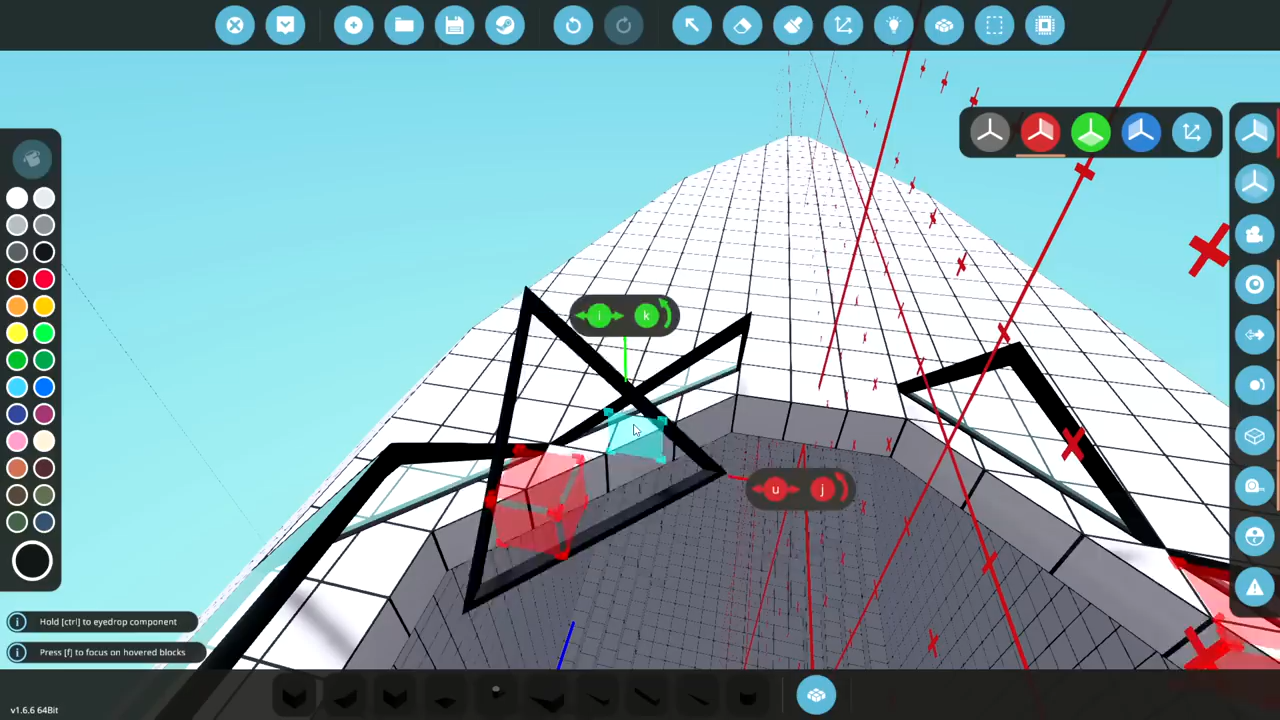 i k
u j
Hold [ctrl] to eyedrop component
Press [f] to focus on hovered blocks
v1.6.6 64Bit